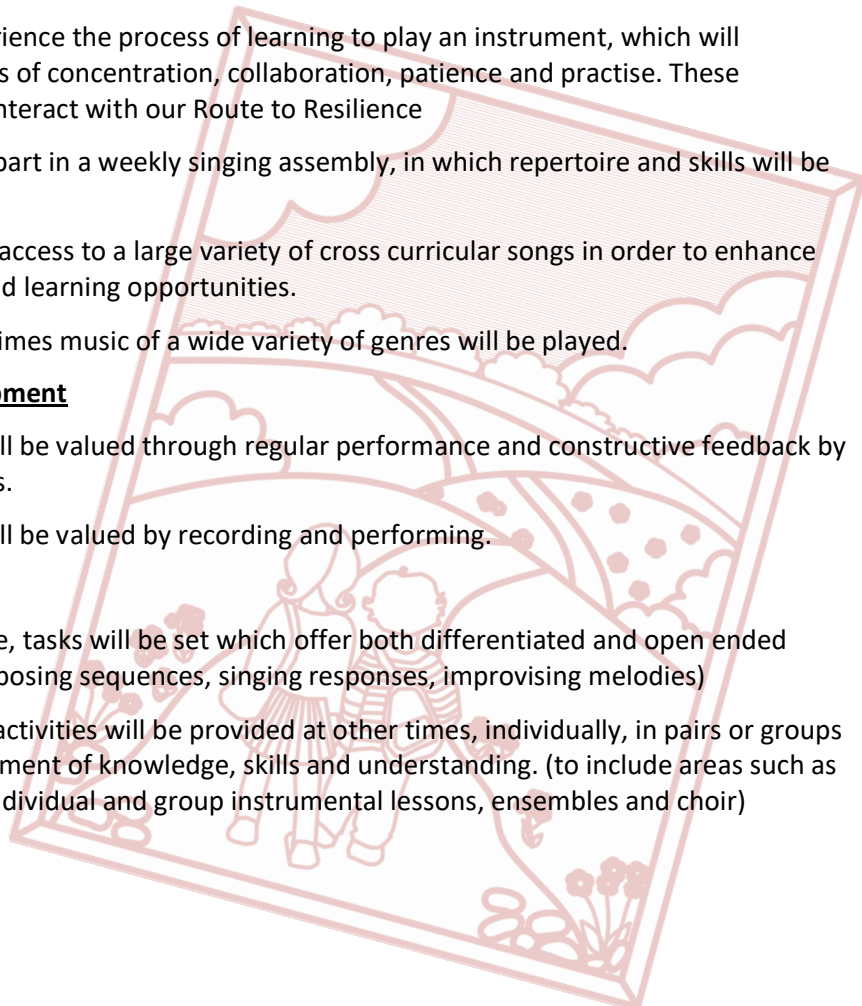 rience the process of learning to play an instrument, which will
s of concentration, collaboration, patience and practise. These
nteract with our Route to Resilience
part in a weekly singing assembly, in which repertoire and skills will be
access to a large variety of cross curricular songs in order to enhance
d learning opportunities.
imes music of a wide variety of genres will be played.
pment
ll be valued through regular performance and constructive feedback by
s.
ll be valued by recording and performing.
e, tasks will be set which offer both differentiated and open ended
posing sequences, singing responses, improvising melodies)
activities will be provided at other times, individually, in pairs or groups
ment of knowledge, skills and understanding. (to include areas such as
dividual and group instrumental lessons, ensembles and choir)